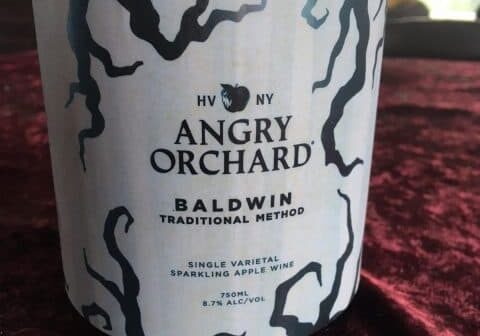 HV NY
ANGRY
ORCHARD®
BALDWIN
TRADITIONAL METHOD
SINGLE VARIETAL
SPARKLING APPLE WINE
750ML
8.7% ALC/VOL